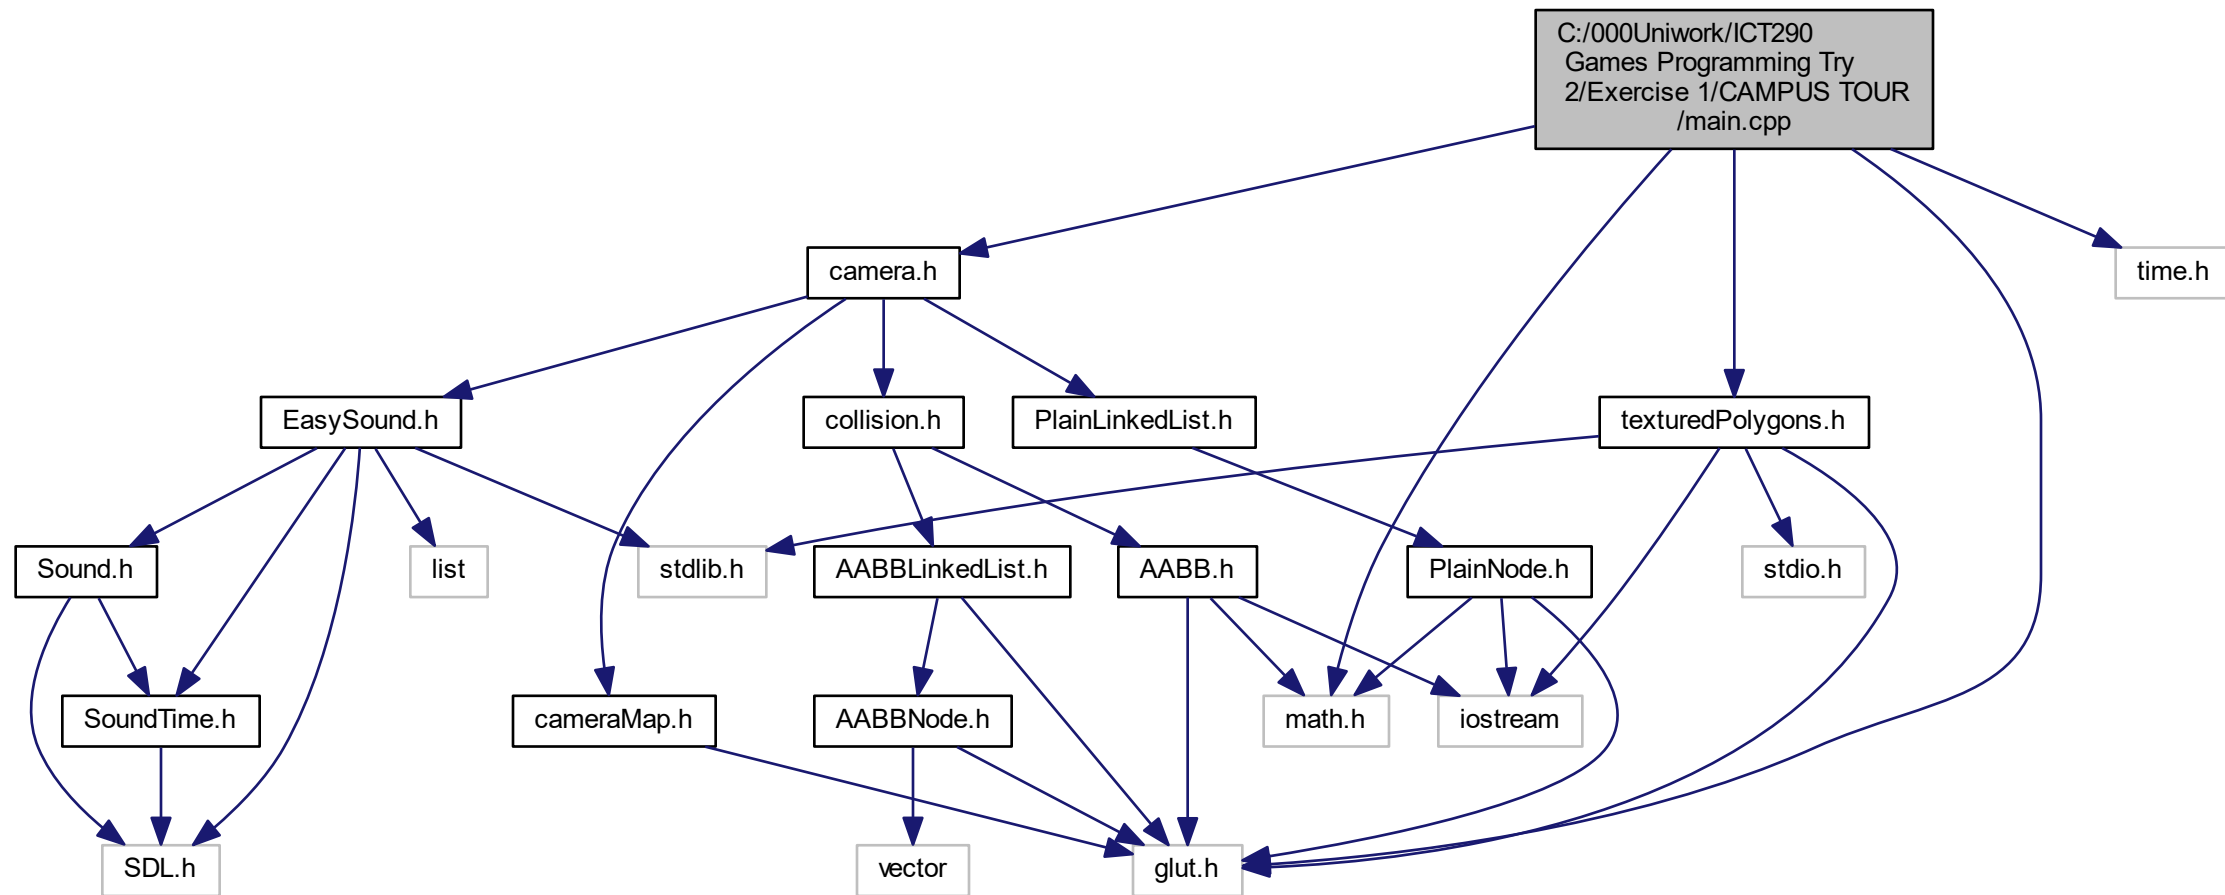 C:/000Uniwork/ICT290
Games Programming Try
2/Exercise 1/CAMPUS TOUR
/main.cpp
camera.h
time.h
EasySound.h
collision.h
PlainLinkedList.h
texturedPolygons.h
Sound.h
list
stdlib.h
AABBLinkedList.h
AABB.h
PlainNode.h
stdio.h
SoundTime.h
cameraMap.h
AABBNode.h
math.h
iostream
SDL.h
vector
glut.h